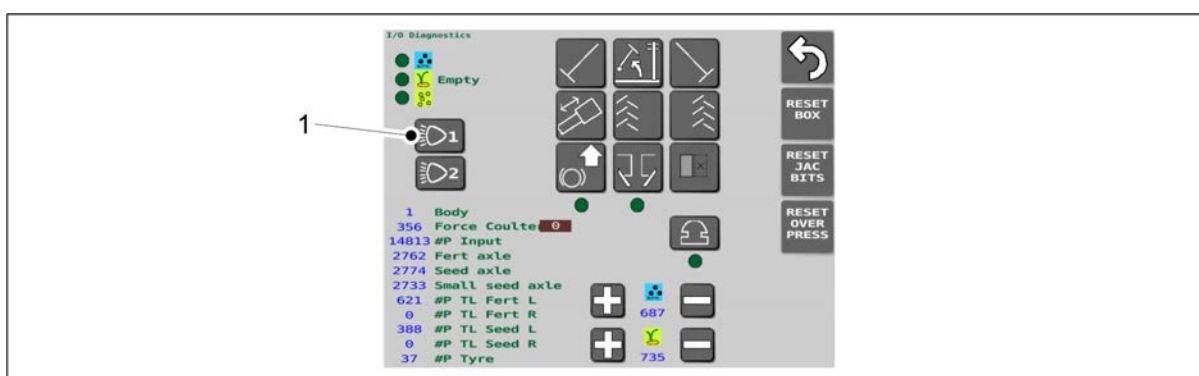 I/O Diagnostics
Empty
1
1
2
1 Body
356 Force Coulte 0
14813 #P Input
2762 Fert axle
2774 Seed axle
2733 Small seed axle
621 #P TL Fert L
0 #P TL Fert R
388 #P TL Seed L
0 #P TL Seed R
37 #P Tyre
687
735
RESET
BOX
RESET
JAC
BITS
RESET
OVER
PRESS